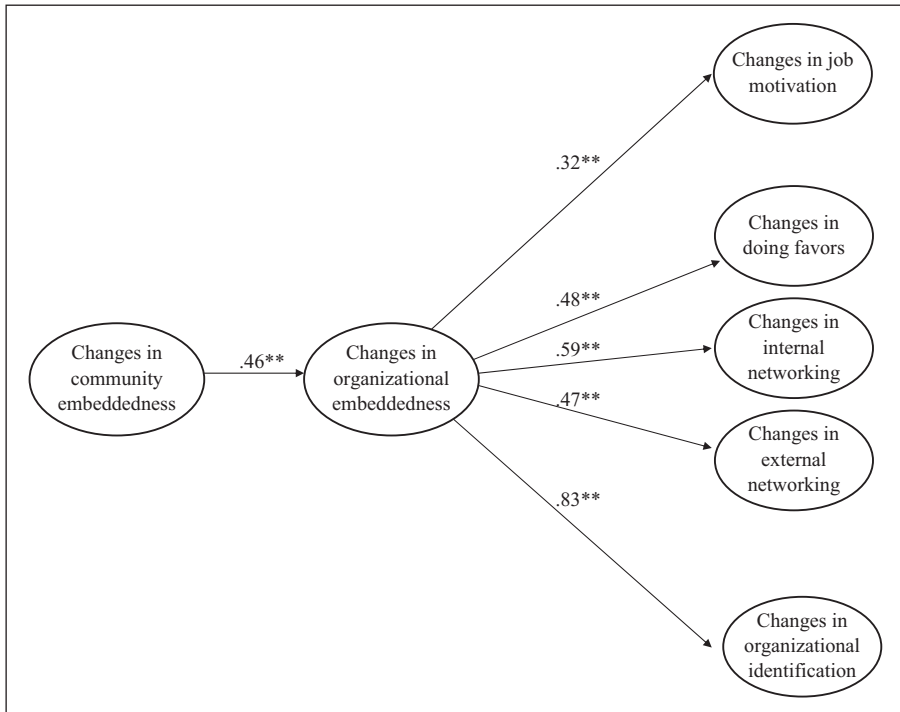 Changes in job
motivation
.32**
Changes in
doing favors
.48**
Changes in
community
embeddedness
.46**
Changes in
organizational
embeddedness
.59**
Changes in
internal
networking
.47**
Changes in
external
networking
.83**
Changes in
organizational
identification